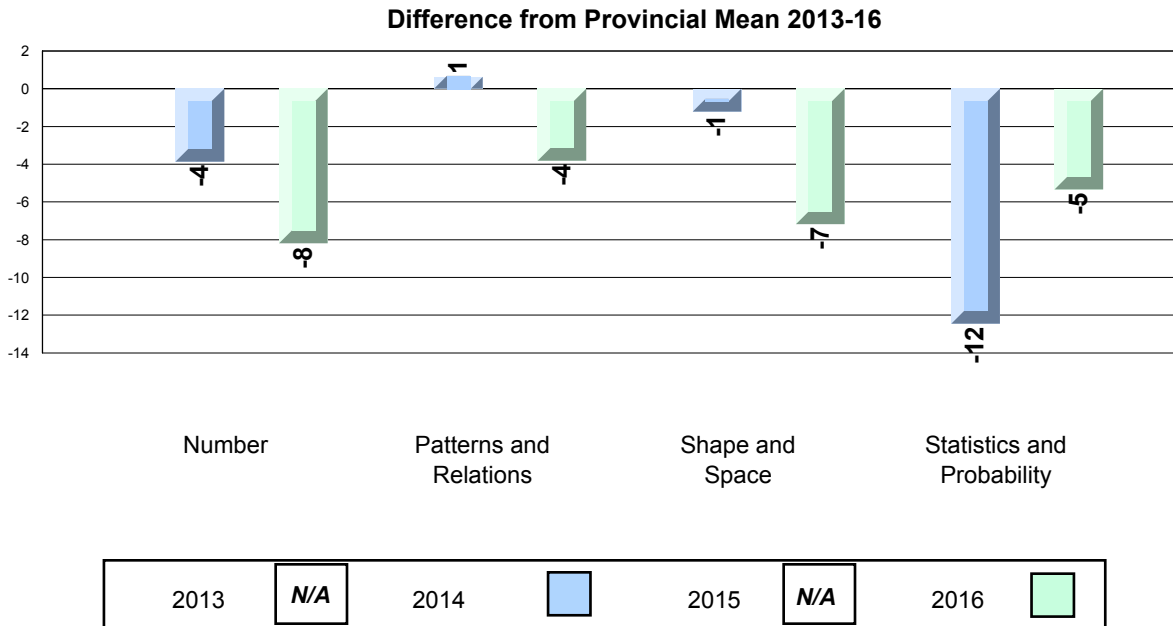 Difference from Provincial Mean 2013-16
2
0
-2
-4
-6
-8
-10
-12
-14
-4
-8
1
-4
-1
-7
-12
-5
Number
Patterns and
Relations
Shape and
Space
Statistics and
Probability
2013 N/A 2014 2015 N/A 2016